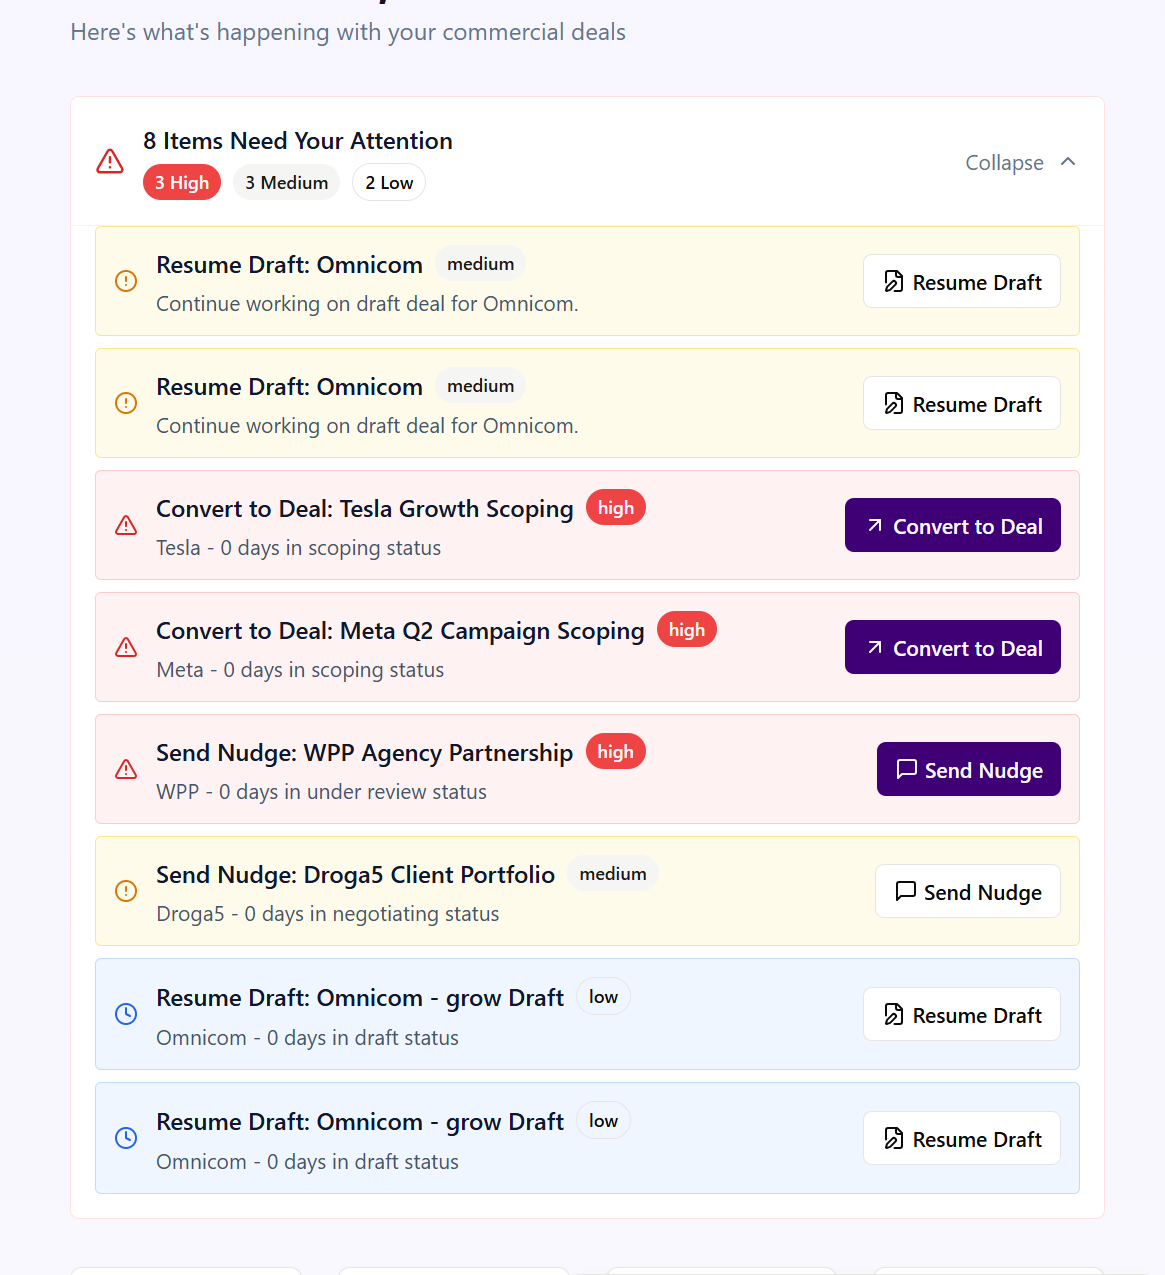 Here's what's happening with your commercial deals
8 Items Need Your Attention
3 High
3 Medium
2 Low
Collapse
Resume Draft: Omnicom
medium
Continue working on draft deal for Omnicom.
Resume Draft
Resume Draft: Omnicom
medium
Continue working on draft deal for Omnicom.
Resume Draft
Convert to Deal: Tesla Growth Scoping
high
Tesla - 0 days in scoping status
Convert to Deal
Convert to Deal: Meta Q2 Campaign Scoping
high
Meta - 0 days in scoping status
Convert to Deal
Send Nudge: WPP Agency Partnership
high
WPP - 0 days in under review status
Send Nudge
Send Nudge: Droga5 Client Portfolio
medium
Droga5 - 0 days in negotiating status
Send Nudge
Resume Draft: Omnicom - grow Draft
low
Omnicom - 0 days in draft status
Resume Draft
Resume Draft: Omnicom - grow Draft
low
Omnicom - 0 days in draft status
Resume Draft